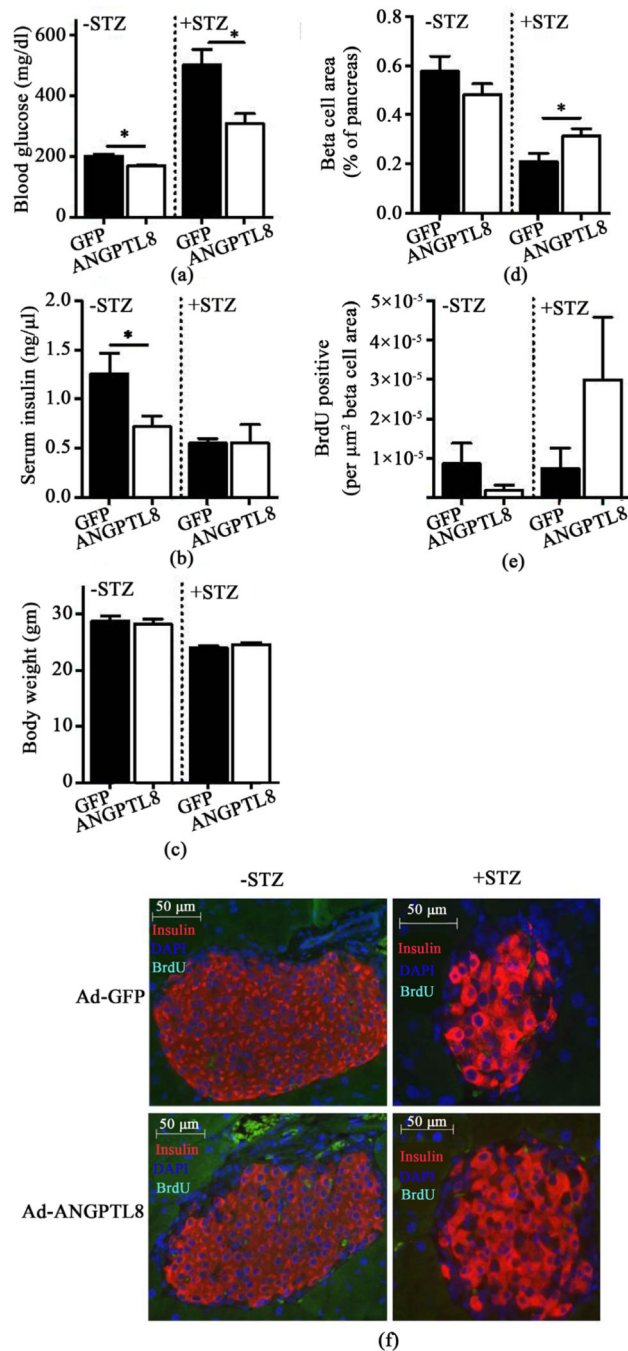 -STZ +STZ
Blood glucose (mg/dl)
600
400
200
0
*
*
GFP
ANGPTL8
GFP
ANGPTL8
(a)
-STZ +STZ
Beta cell area
(% of pancreas)
0.8
0.6
0.4
0.2
0.0
*
GFP
ANGPTL8
GFP
ANGPTL8
(d)
-STZ +STZ
Serum insulin (ng/μl)
2.0
1.5
1.0
0.5
0.0
*
GFP
ANGPTL8
GFP
ANGPTL8
(b)
-STZ +STZ
BrdU positive
(per μm² beta cell area)
5×10⁻⁵
3×10⁻⁵
2×10⁻⁵
1×10⁻⁵
GFP
ANGPTL8
GFP
ANGPTL8
(e)
-STZ +STZ
Body weight (gm)
30
20
10
0
GFP
ANGPTL8
GFP
ANGPTL8
(c)
-STZ +STZ
Ad-GFP
50 μm
Insulin
DAPI
BrdU
50 μm
Insulin
DAPI
BrdU
Ad-ANGPTL8
50 μm
Insulin
DAPI
BrdU
50 μm
Insulin
DAPI
BrdU
(f)